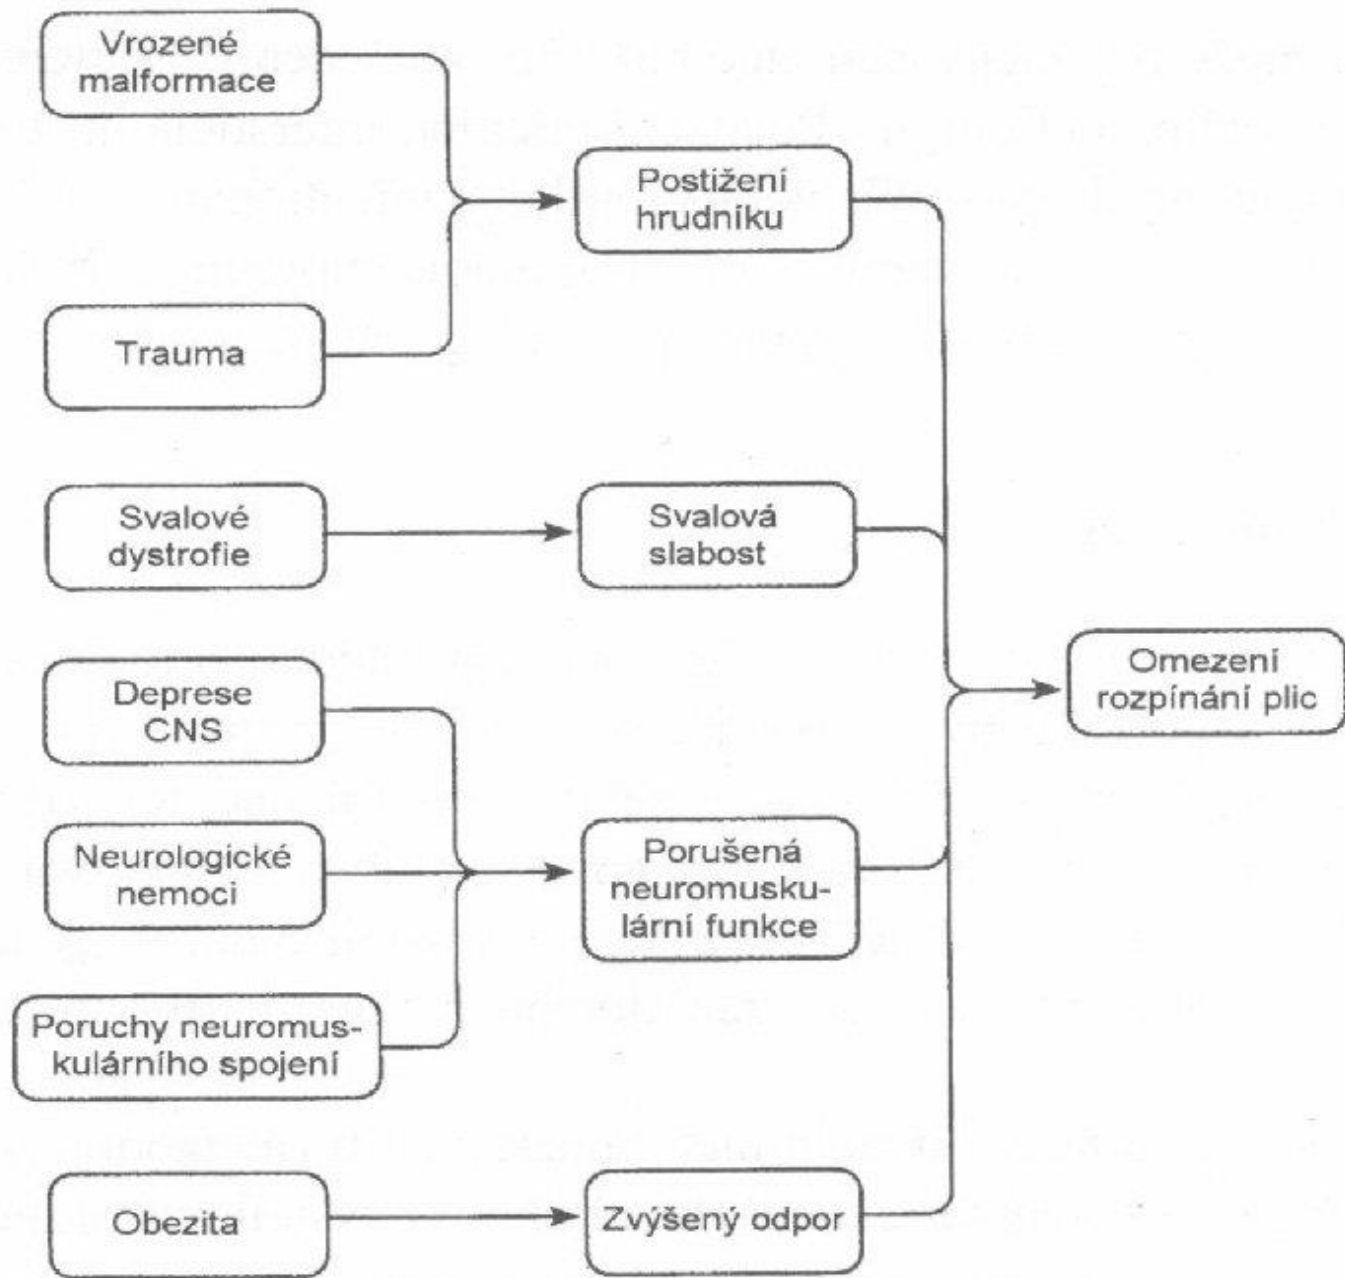 Vrozené
malformace
Postižení
hrudníku
Trauma
Svalové
dystrofie
Svalová
slabost
Omezení
rozpínání plic
Deprese
CNS
Neurologické
nemoci
Porušená
neuromusku-
lární funkce
Poruchy neuromus-
kulárního spojení
Obezita
Zvýšený odpor